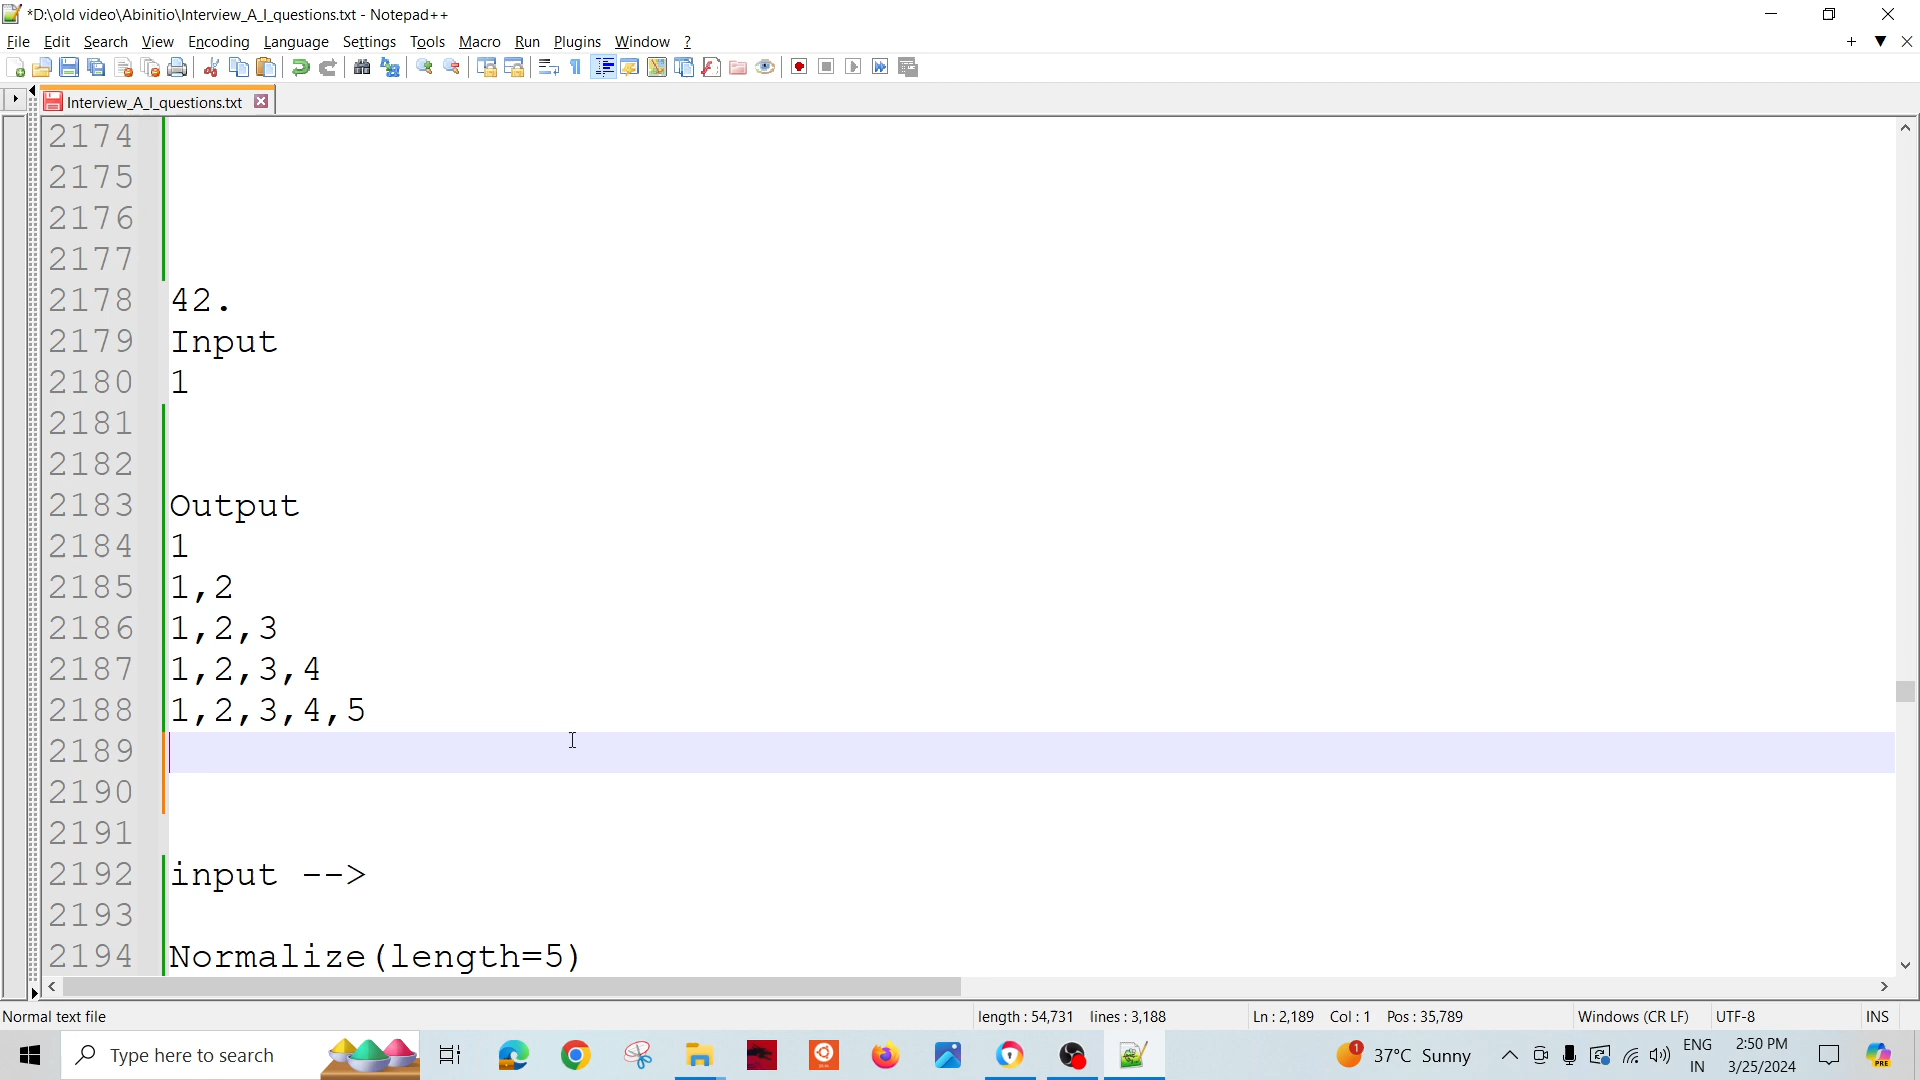 *D:\old video\Abinitio\Interview_A_I_questions.txt - Notepad++
File Edit Search View Encoding Language Settings Tools Macro Run Plugins Window ?
Interview_A_I_questions.txt
2174
2175
2176
2177
2178 42.
2179 Input
2180 1
2181
2182
2183 Output
2184 1
2185 1,2
2186 1,2,3
2187 1,2,3,4
2188 1,2,3,4,5
2189
2190
2191
2192 input -->
2193
2194 Normalize(length=5)
Normal text file length : 54,731 lines : 3,188 Ln : 2,189 Col : 1 Pos : 35,789 Windows (CR LF) UTF-8 INS
Type here to search 1 37°C Sunny ENG IN 2:50 PM 3/25/2024 PRE